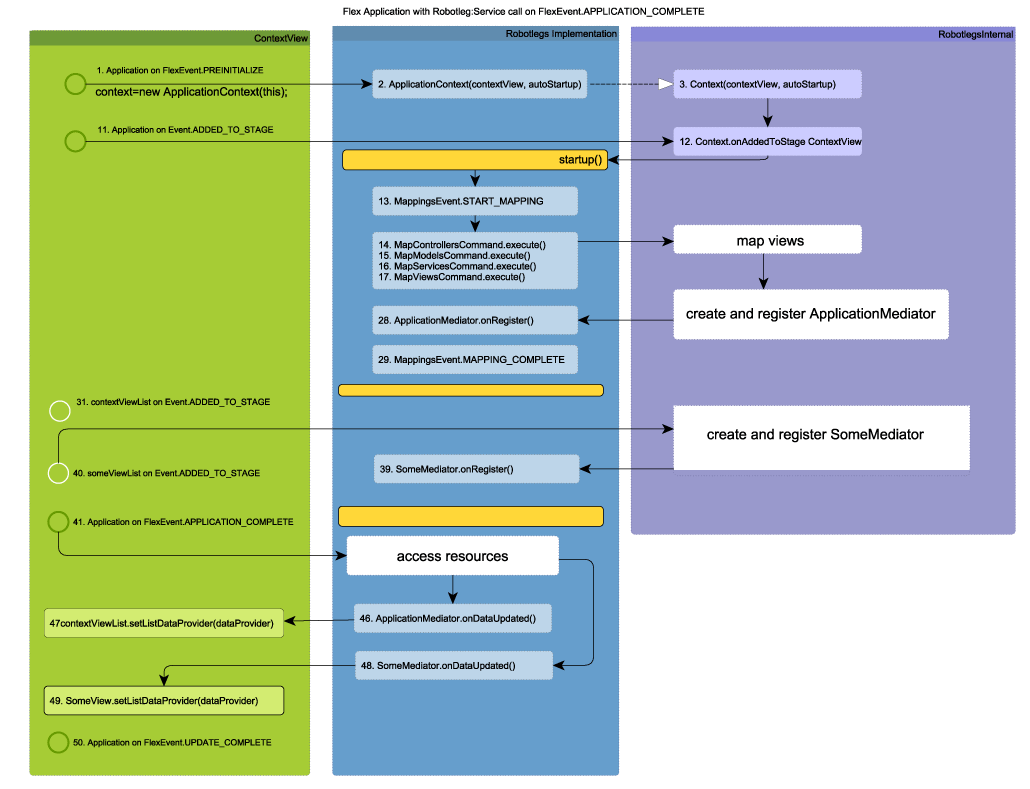 Flex Application with Robotleg:Service call on FlexEvent.APPLICATION_COMPLETE
ContextView
Robotlegs Implementation
RobotlegsInternal
1. Application on FlexEvent.PREINITIALIZE
context=new ApplicationContext(this);
2. ApplicationContext(contextView, autoStartup)
3. Context(contextView, autoStartup)
11. Application on Event.ADDED_TO_STAGE
12. Context.onAddedToStage ContextView
startup()
13. MappingsEvent.START_MAPPING
14. MapControllersCommand.execute()
15. MapModelsCommand.execute()
16. MapServicesCommand.execute()
17. MapViewsCommand.execute()
map views
create and register ApplicationMediator
28. ApplicationMediator.onRegister()
29. MappingsEvent.MAPPING_COMPLETE
31. contextViewList on Event.ADDED_TO_STAGE
create and register SomeMediator
40. someViewList on Event.ADDED_TO_STAGE
39. SomeMediator.onRegister()
41. Application on FlexEvent.APPLICATION_COMPLETE
access resources
46. ApplicationMediator.onDataUpdated()
47contextViewList.setListDataProvider(dataProvider)
48. SomeMediator.onDataUpdated()
49. SomeView.setListDataProvider(dataProvider)
50. Application on FlexEvent.UPDATE_COMPLETE